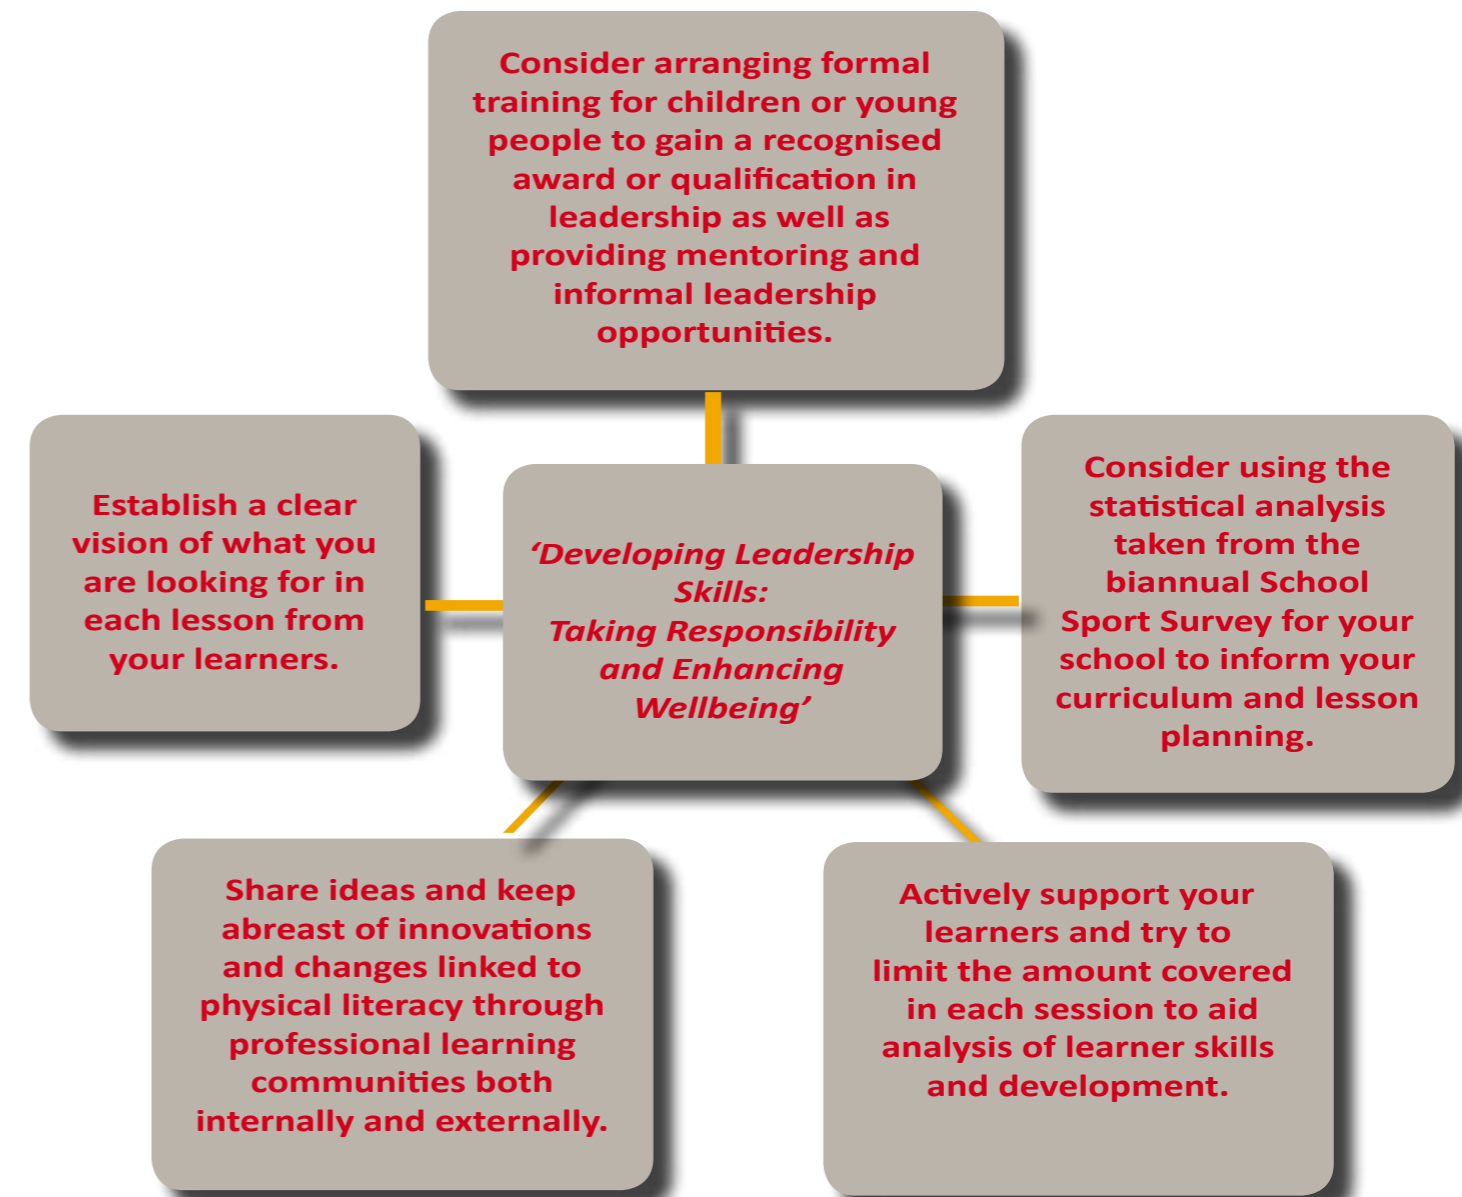 Consider arranging formal
training for children or young
people to gain a recognised
award or qualification in
leadership as well as
providing mentoring and
informal leadership
opportunities.
Establish a clear
vision of what you
are looking for in
each lesson from
your learners.
‘Developing Leadership
Skills:
Taking Responsibility
and Enhancing
Wellbeing’
Consider using the
statistical analysis
taken from the
biannual School
Sport Survey for your
school to inform your
curriculum and lesson
planning.
Share ideas and keep
abreast of innovations
and changes linked to
physical literacy through
professional learning
communities both
internally and externally.
Actively support your
learners and try to
limit the amount covered
in each session to aid
analysis of learner skills
and development.